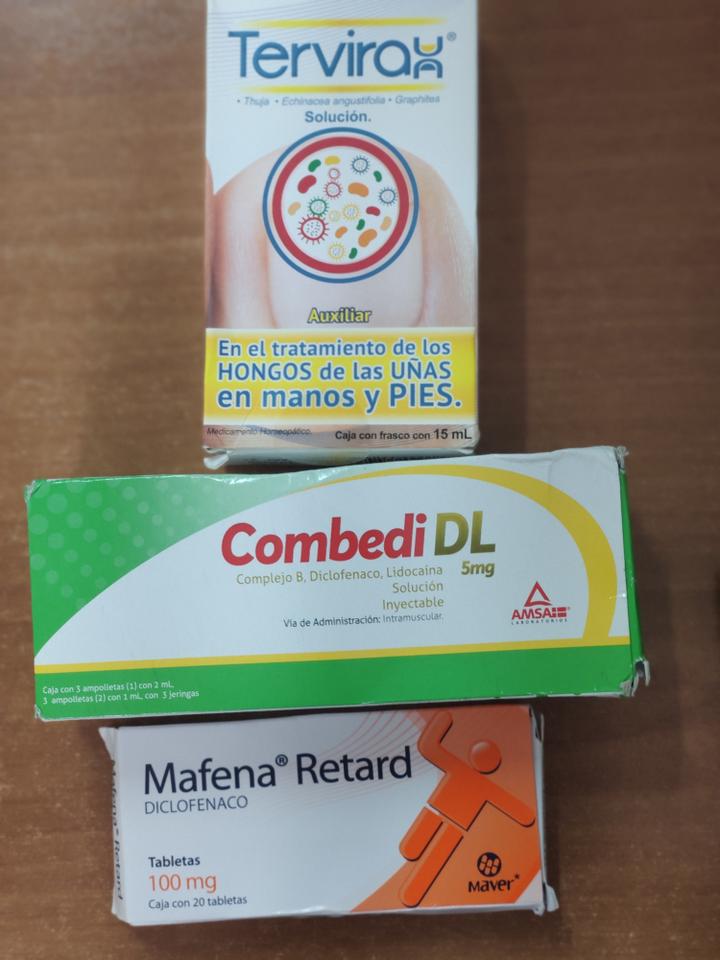 Tervirax®
• Thuja • Echinacea angustifolia • Graphites
Solución.
Auxiliar
En el tratamiento de los
HONGOS de las UÑAS
en manos y PIES.
Medicamento Homeopático.
Caja con frasco con 15 mL
Combedi DL
5mg
Complejo B, Diclofenaco, Lidocaína
Solución
Inyectable
Vía de Administración: Intramuscular.
AMSA
LABORATORIOS
Caja con 3 ampolletas (1) con 2 mL,
3 ampolletas (2) con 1 mL, con 3 jeringas
Mafena® Retard
DICLOFENACO
Tabletas
100 mg
Caja con 20 tabletas
Maver*
Mafena® Retard